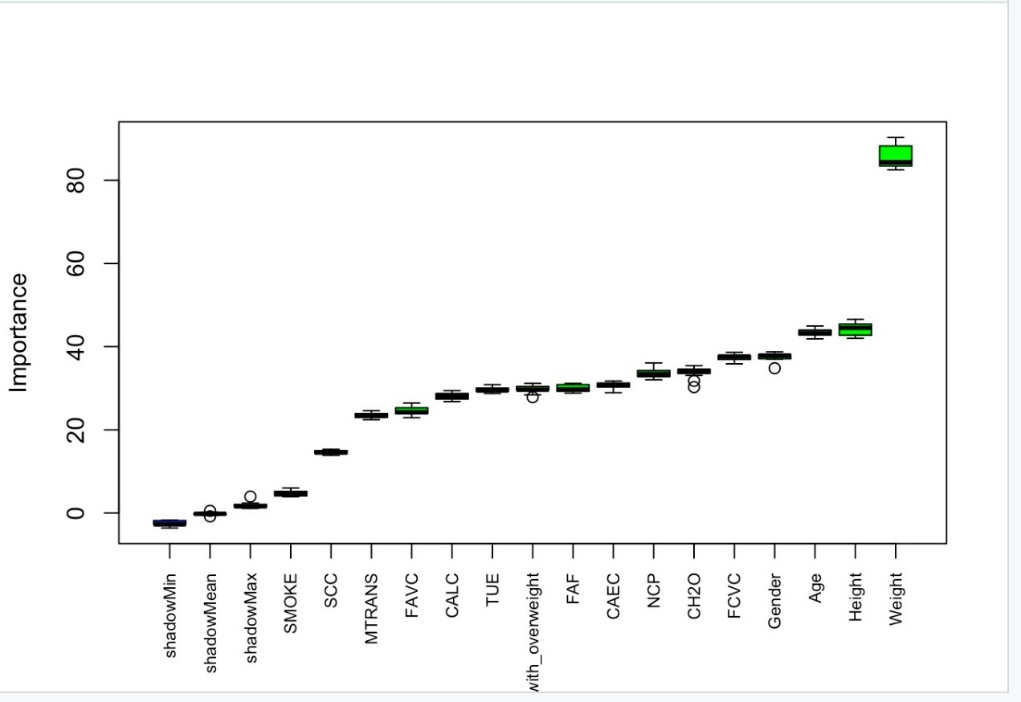 Importance
80
60
40
20
0
shadowMin
shadowMean
shadowMax
SMOKE
SCC
MTRANS
FAVC
CALC
TUE
with_overweight
FAF
CAEC
NCP
CH2O
FCVC
Gender
Age
Height
Weight